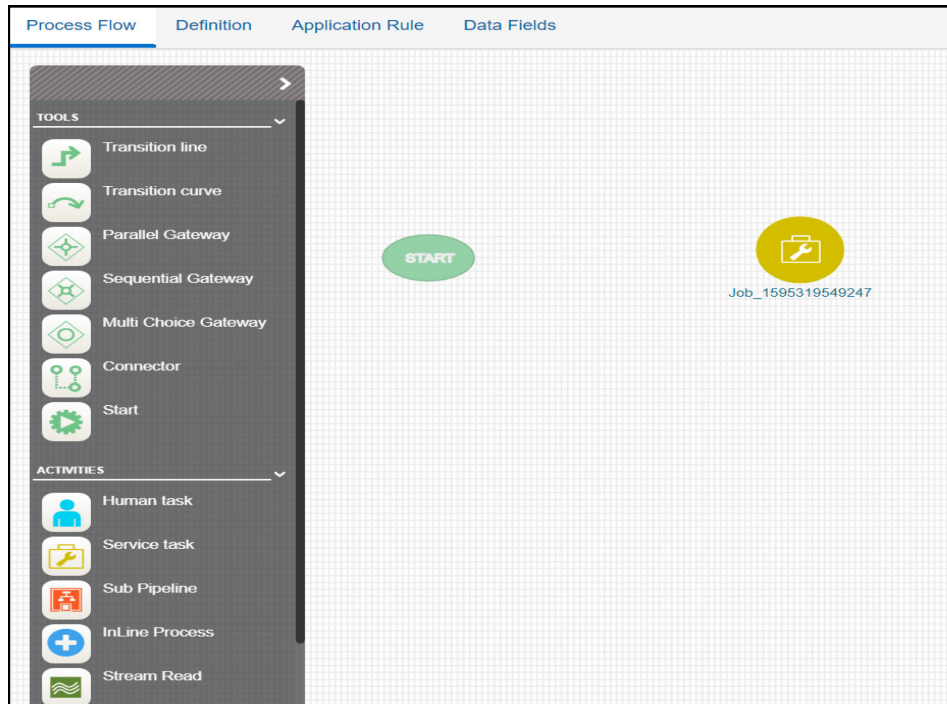 Process Flow Definition Application Rule Data Fields
TOOLS
Transition line
Transition curve
Parallel Gateway
Sequential Gateway
Multi Choice Gateway
Connector
Start
START
Job_1595319549247
ACTIVITIES
Human task
Service task
Sub Pipeline
InLine Process
Stream Read